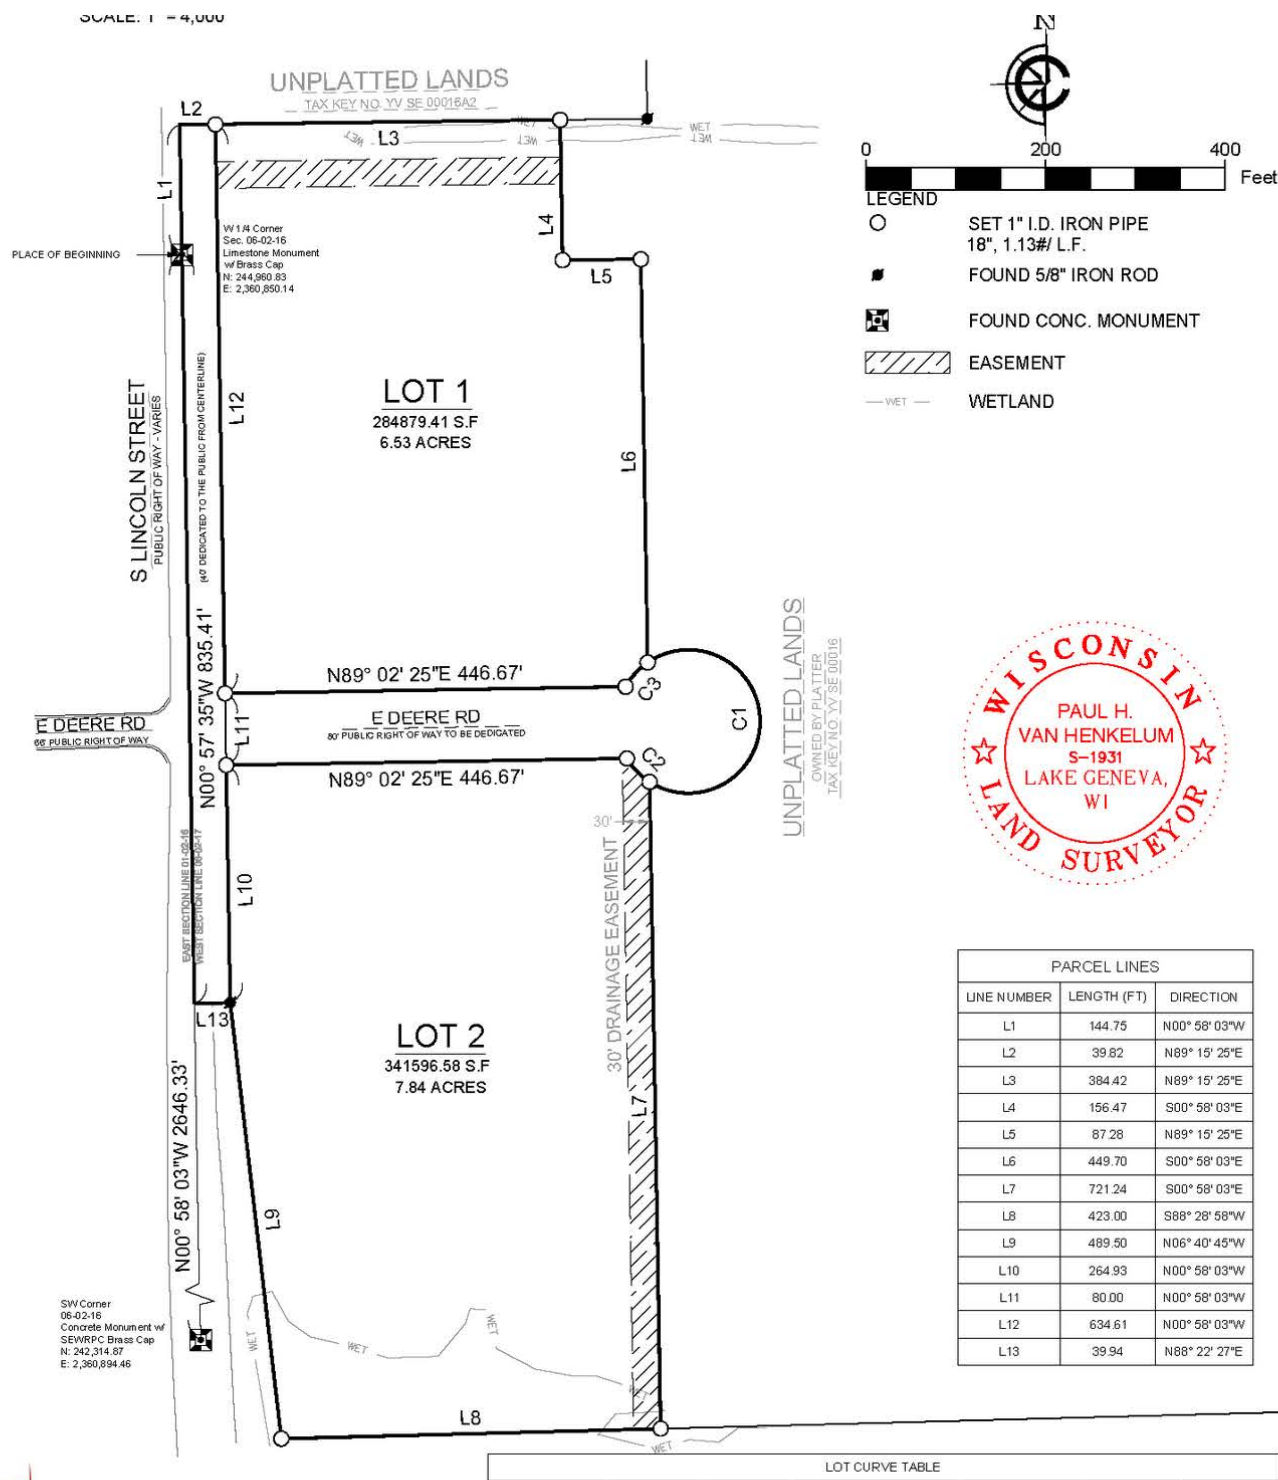 SCALE: 1" = 4,000
N
UNPLATTED LANDS
TAX KEY NO. YV SE 00016A2
L2
L3
WET
WET
WET
WET
WET
0 200 400
Feet
LEGEND
SET 1" I.D. IRON PIPE
18", 1.13#/ L.F.
FOUND 5/8" IRON ROD
FOUND CONC. MONUMENT
EASEMENT
WET
WETLAND
L1
L4
L5
PLACE OF BEGINNING
W 1/4 Corner
Sec. 06-02-16
Limestone Monument
w/ Brass Cap
N: 244,960.83
E: 2,360,850.14
S LINCOLN STREET
PUBLIC RIGHT OF WAY - VARIES
(40' DEDICATED TO THE PUBLIC FROM CENTERLINE)
L12
LOT 1
284879.41 S.F
6.53 ACRES
L6
N00° 57' 35"W 835.41'
N89° 02' 25"E 446.67'
C3
C1
E DEERE RD
66' PUBLIC RIGHT OF WAY
L11
E DEERE RD
80' PUBLIC RIGHT OF WAY TO BE DEDICATED
N89° 02' 25"E 446.67'
C2
UNPLATTED LANDS
OWNED BY PLATTER
TAX KEY NO. YV SE 00016
WISCONSIN
PAUL H.
VAN HENKELUM
S-1931
LAKE GENEVA,
WI
LAND SURVEYOR
30'
30' DRAINAGE EASEMENT
EAST SECTION LINE 01-02-16
WEST SECTION LINE 06-02-17
L10
L13
LOT 2
341596.58 S.F
7.84 ACRES
L7
N00° 58' 03"W 2646.33'
L9
SW Corner
06-02-16
Concrete Monument w/
SEWRPC Brass Cap
N: 242,314.87
E: 2,360,894.46
WET
WET
WET
WET
WET
L8
PARCEL LINES
LINE NUMBER LENGTH (FT) DIRECTION
L1 144.75 N00° 58' 03"W
L2 39.82 N89° 15' 25"E
L3 384.42 N89° 15' 25"E
L4 156.47 S00° 58' 03"E
L5 87.28 N89° 15' 25"E
L6 449.70 S00° 58' 03"E
L7 721.24 S00° 58' 03"E
L8 423.00 S88° 28' 58"W
L9 489.50 N06° 40' 45"W
L10 264.93 N00° 58' 03"W
L11 80.00 N00° 58' 03"W
L12 634.61 N00° 58' 03"W
L13 39.94 N88° 22' 27"E
LOT CURVE TABLE